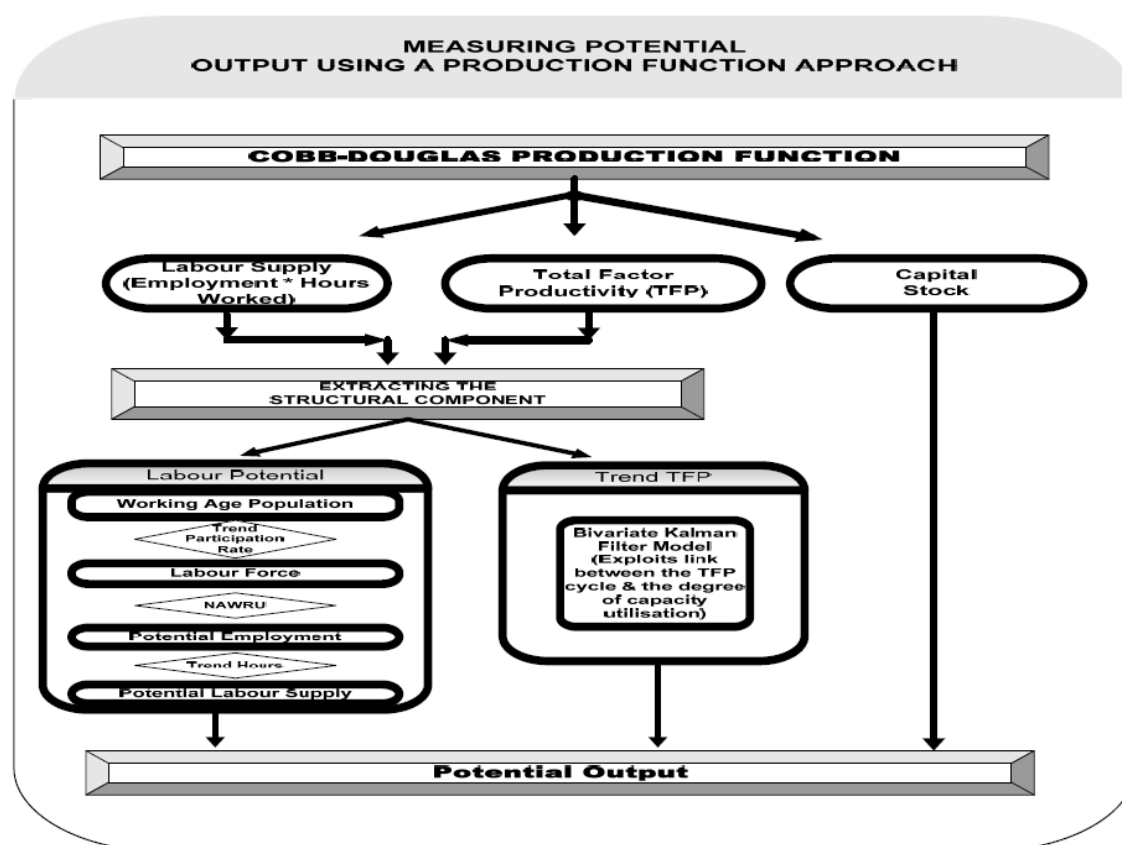 MEASURING POTENTIAL
OUTPUT USING A PRODUCTION FUNCTION APPROACH
COBB-DOUGLAS PRODUCTION FUNCTION
Labour Supply
(Employment * Hours
Worked)
Total Factor
Productivity (TFP)
Capital
Stock
EXTRACTING THE
STRUCTURAL COMPONENT
Labour Potential
Working Age Population
Trend
Participation
Rate
Labour Force
NAWRU
Potential Employment
Trend Hours
Potential Labour Supply
Trend TFP
Bivariate Kalman
Filter Model
(Exploits link
between the TFP
cycle & the degree
of capacity
utilisation)
Potential Output